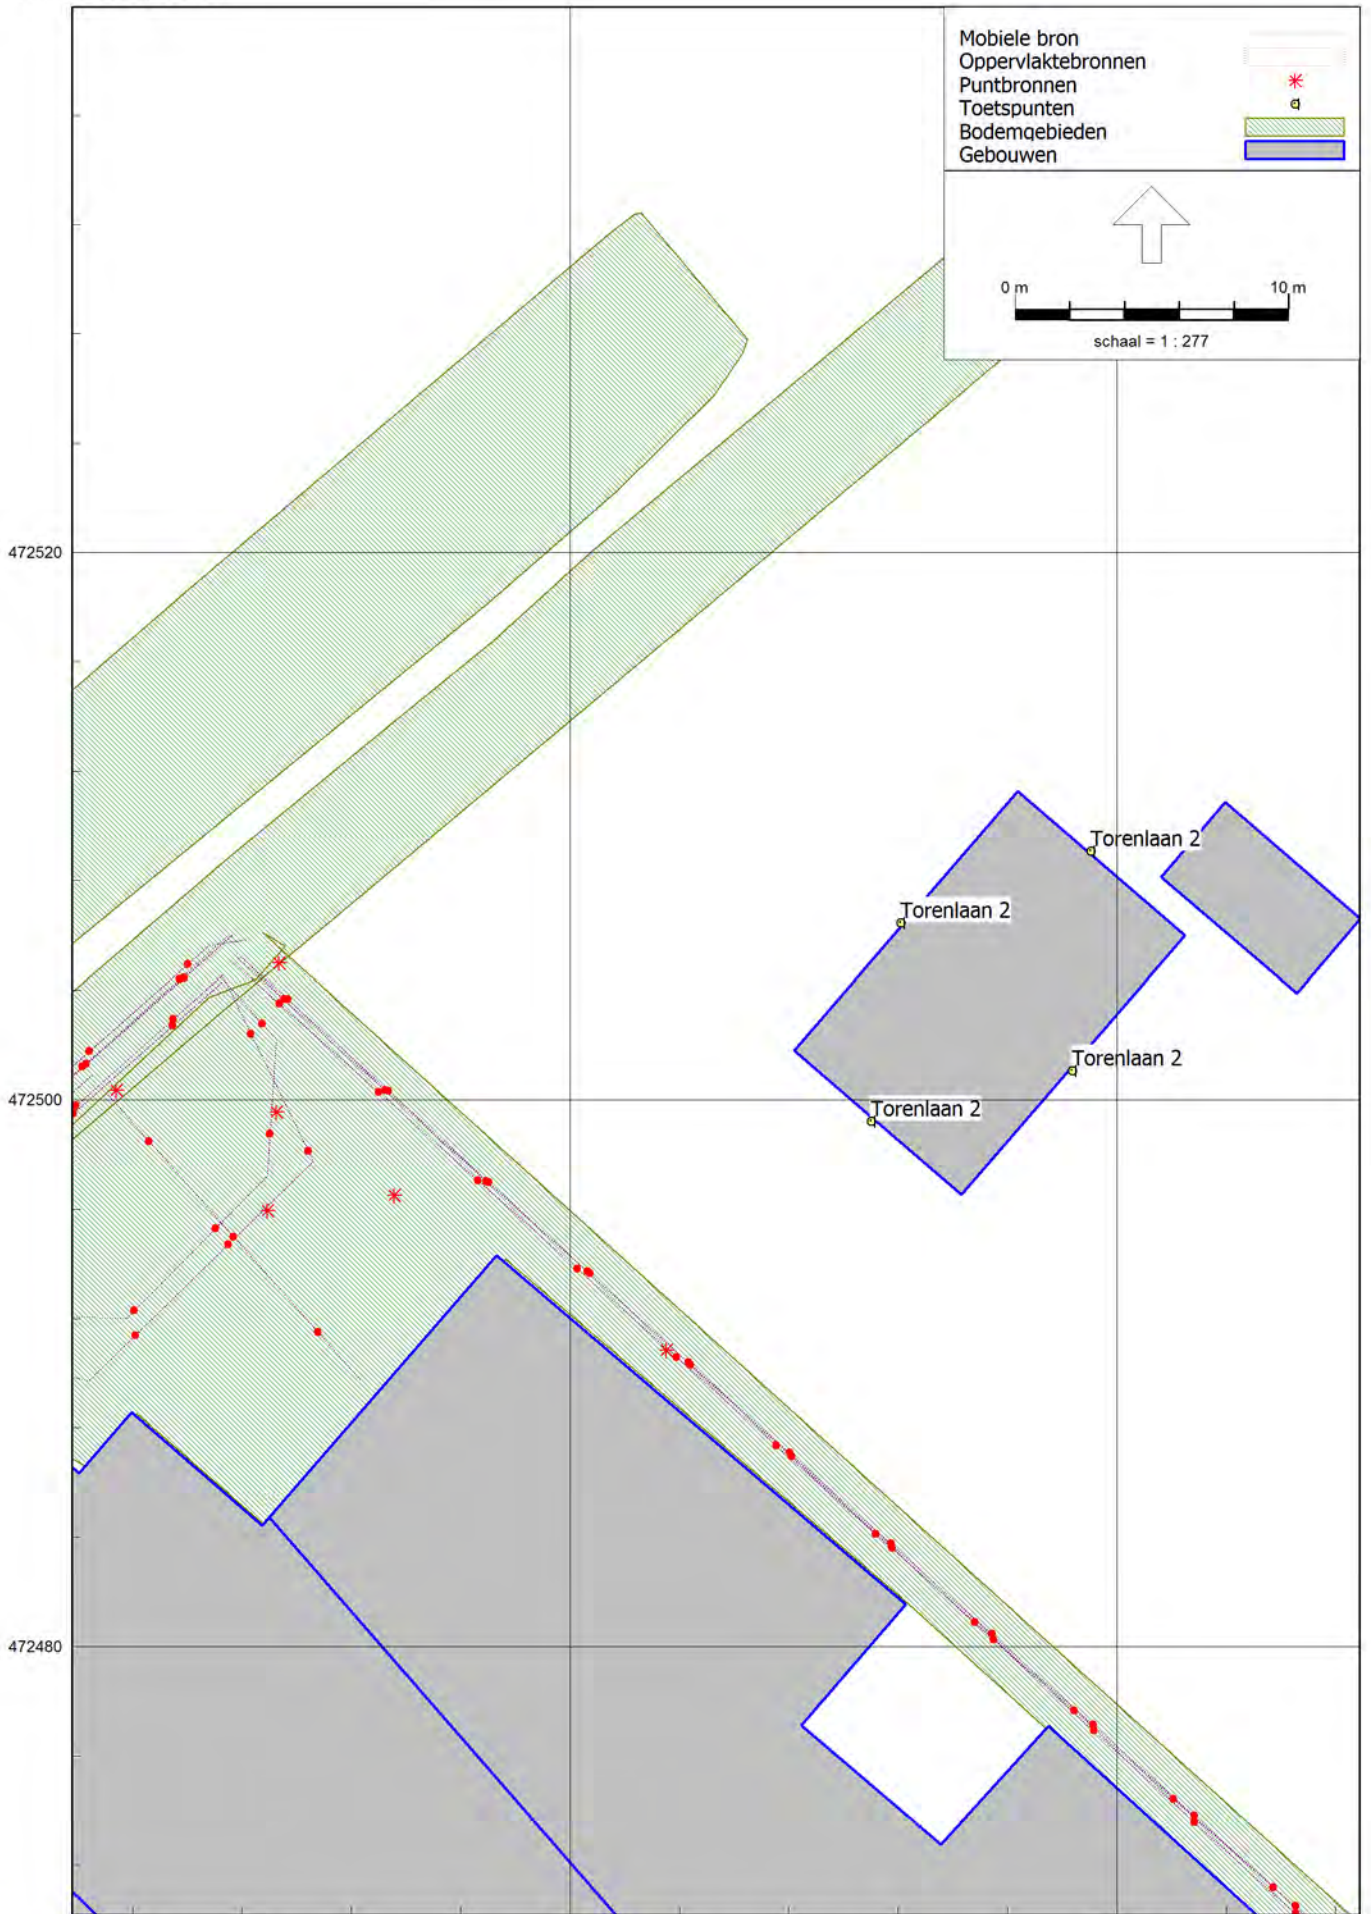 Mobiele bron
Oppervlaktebronnen
Puntbronnen
Toetspunten
Bodemgebieden
Gebouwen
0 m 10 m
schaal = 1 : 277
472520
Torenlaan 2
Torenlaan 2
Torenlaan 2
472500
Torenlaan 2
472480